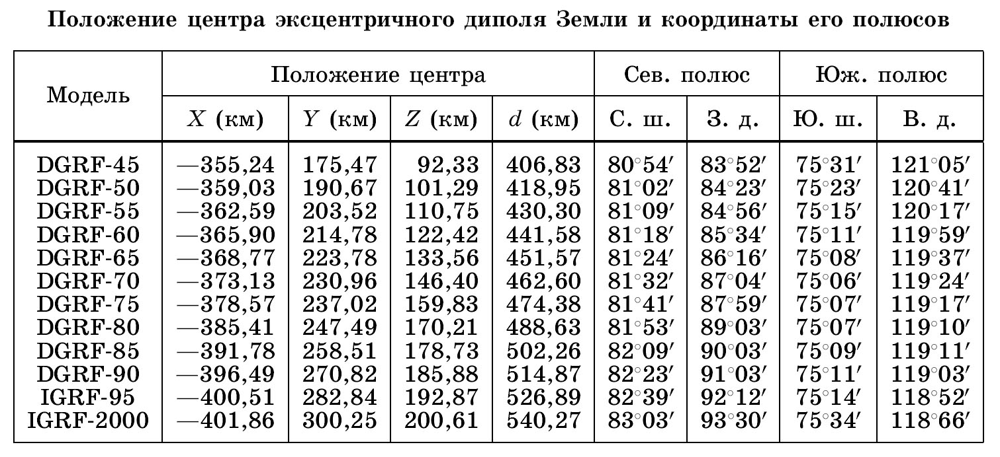 Положение центра эксцентричного диполя Земли и координаты его полюсов
Модель Положение центра Сев. полюс Юж. полюс
X (км) Y (км) Z (км) d (км) С. ш. З. д. Ю. ш. В. д.
DGRF-45 —355,24 175,47 92,33 406,83 80°54′ 83°52′ 75°31′ 121°05′
DGRF-50 —359,03 190,67 101,29 418,95 81°02′ 84°23′ 75°23′ 120°41′
DGRF-55 —362,59 203,52 110,75 430,30 81°09′ 84°56′ 75°15′ 120°17′
DGRF-60 —365,90 214,78 122,42 441,58 81°18′ 85°34′ 75°11′ 119°59′
DGRF-65 —368,77 223,78 133,56 451,57 81°24′ 86°16′ 75°08′ 119°37′
DGRF-70 —373,13 230,96 146,40 462,60 81°32′ 87°04′ 75°06′ 119°24′
DGRF-75 —378,57 237,02 159,83 474,38 81°41′ 87°59′ 75°07′ 119°17′
DGRF-80 —385,41 247,49 170,21 488,63 81°53′ 89°03′ 75°07′ 119°10′
DGRF-85 —391,78 258,51 178,73 502,26 82°09′ 90°03′ 75°09′ 119°11′
DGRF-90 —396,49 270,82 185,88 514,87 82°23′ 91°03′ 75°11′ 119°03′
IGRF-95 —400,51 282,84 192,87 526,89 82°39′ 92°12′ 75°14′ 118°52′
IGRF-2000 —401,86 300,25 200,61 540,27 83°03′ 93°30′ 75°34′ 118°66′